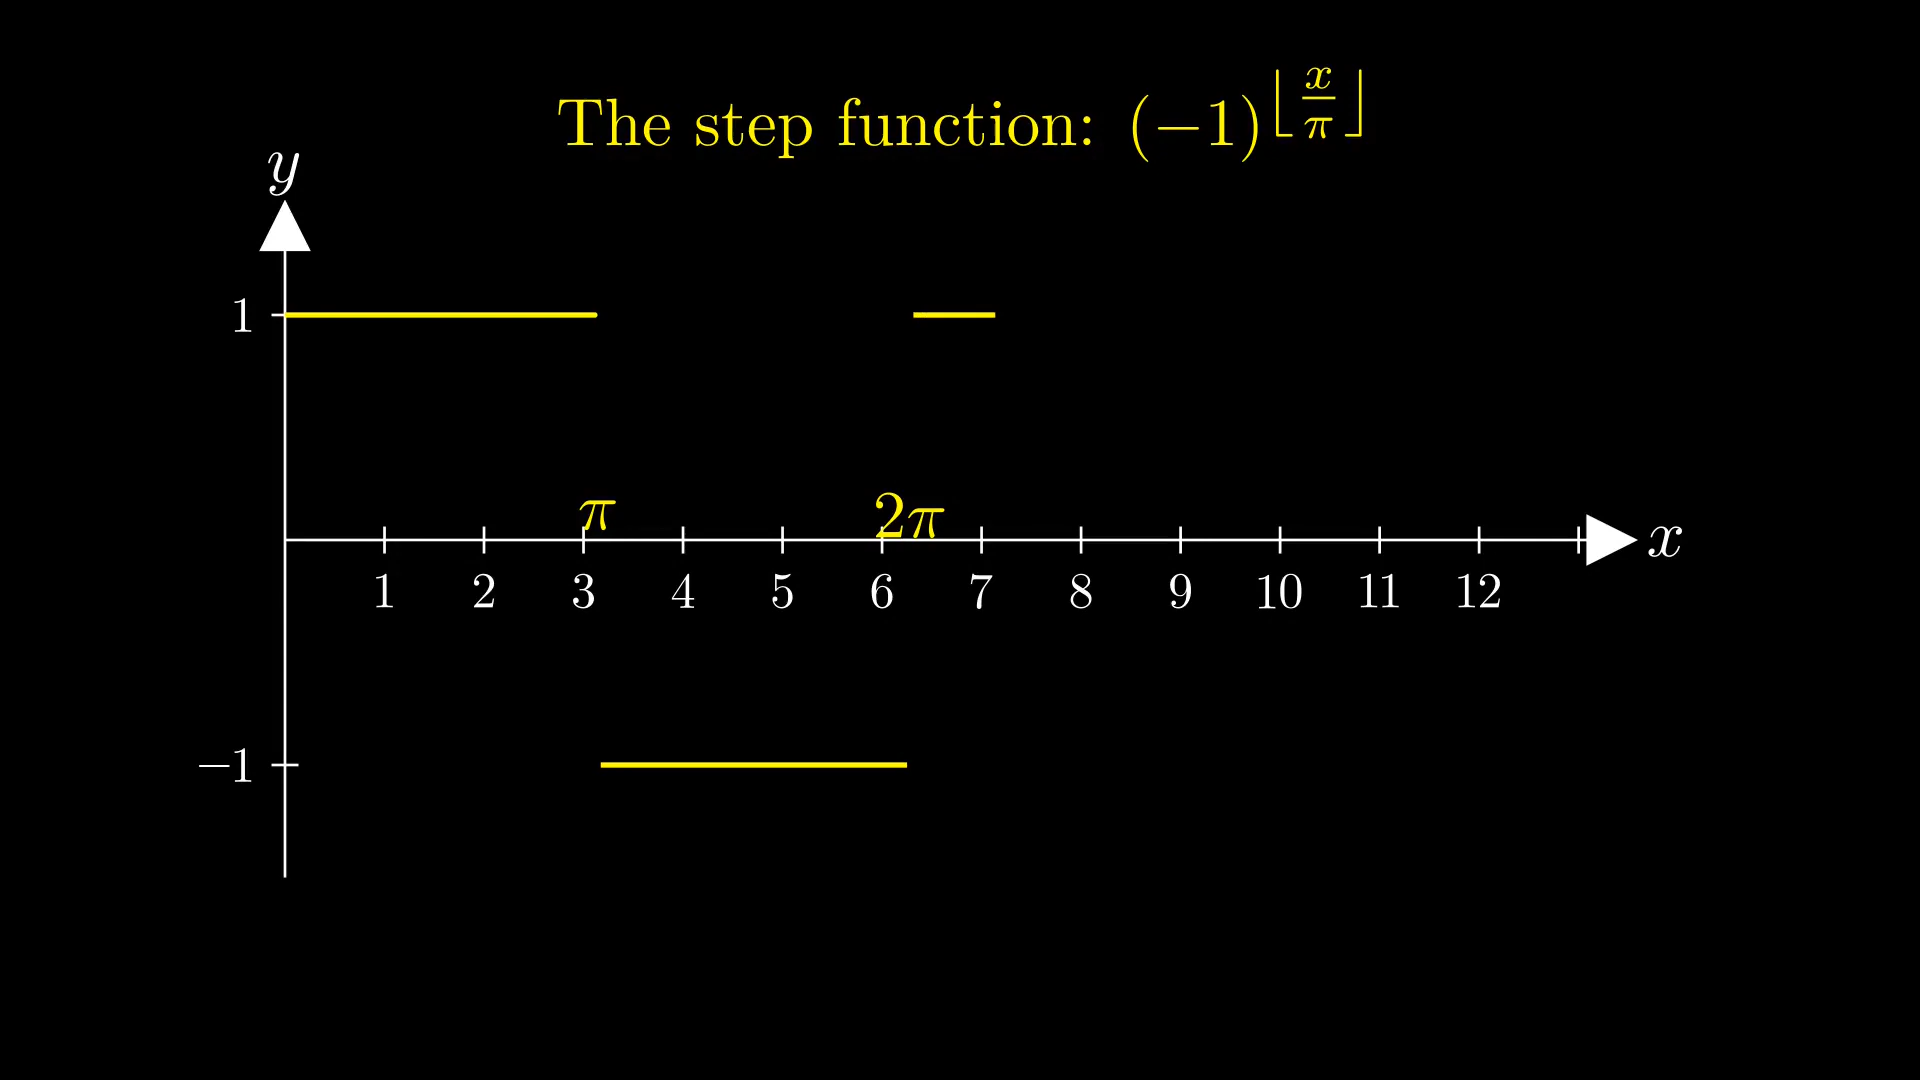 The step function: (−1)^⌊x/π⌋
y
1
π 2π
x
1 2 3 4 5 6 7 8 9 10 11 12
−1